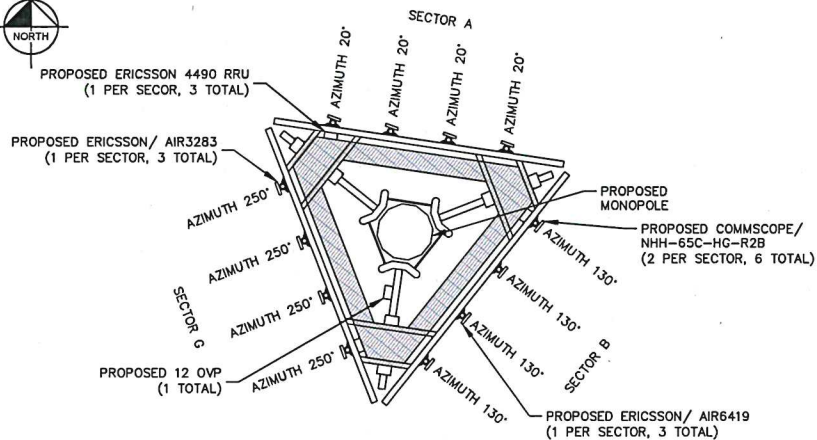 NORTH
SECTOR A
AZIMUTH 20°
AZIMUTH 20°
AZIMUTH 20°
AZIMUTH 20°
PROPOSED ERICSSON 4490 RRU
(1 PER SECOR, 3 TOTAL)
PROPOSED ERICSSON/ AIR3283
(1 PER SECTOR, 3 TOTAL)
AZIMUTH 250°
AZIMUTH 250°
AZIMUTH 250°
AZIMUTH 250°
SECTOR G
PROPOSED 12 OVP
(1 TOTAL)
PROPOSED
MONOPOLE
PROPOSED COMMSCOPE/
NHH-65C-HG-R2B
(2 PER SECTOR, 6 TOTAL)
AZIMUTH 130°
AZIMUTH 130°
AZIMUTH 130°
AZIMUTH 130°
SECTOR B
PROPOSED ERICSSON/ AIR6419
(1 PER SECTOR, 3 TOTAL)